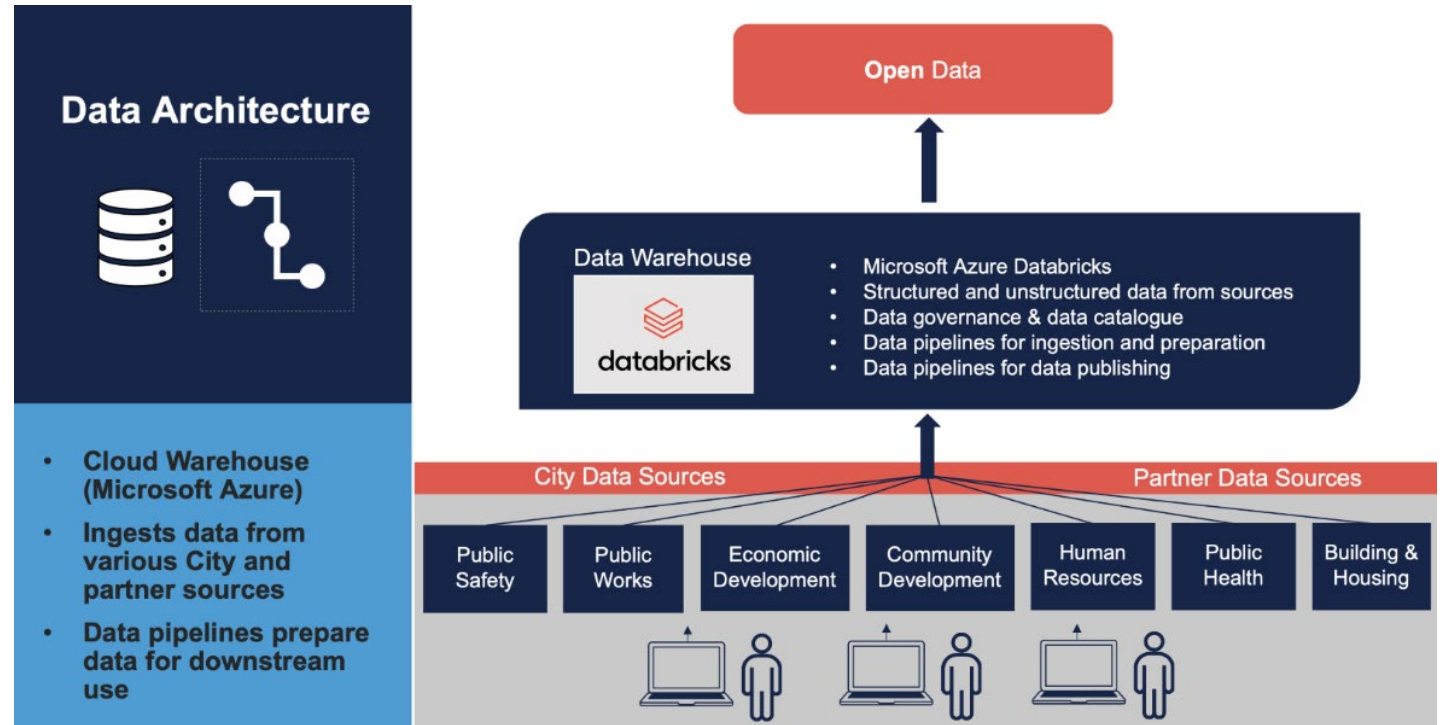 Data Architecture
• Cloud Warehouse
(Microsoft Azure)
• Ingests data from
various City and
partner sources
• Data pipelines prepare
data for downstream
use
Open Data
Data Warehouse
databricks
• Microsoft Azure Databricks
• Structured and unstructured data from sources
• Data governance & data catalogue
• Data pipelines for ingestion and preparation
• Data pipelines for data publishing
City Data Sources
Partner Data Sources
Public
Safety
Public
Works
Economic
Development
Community
Development
Human
Resources
Public
Health
Building &
Housing